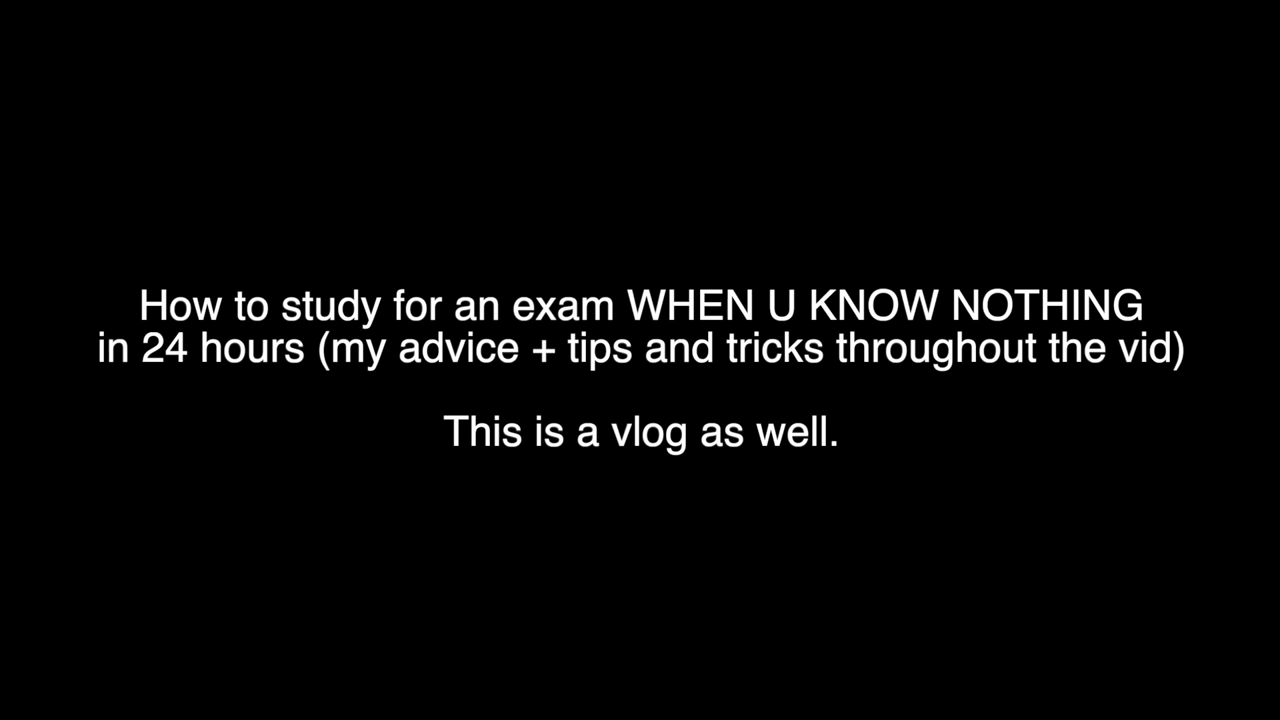 How to study for an exam WHEN U KNOW NOTHING
in 24 hours (my advice + tips and tricks throughout the vid)
This is a vlog as well.